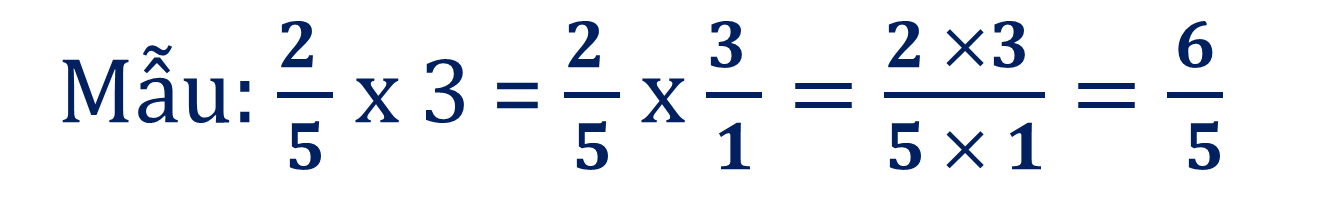 Mẫu: 2/5 x 3 = 2/5 x 3/1 = 2 ×3/5 × 1 = 6/5